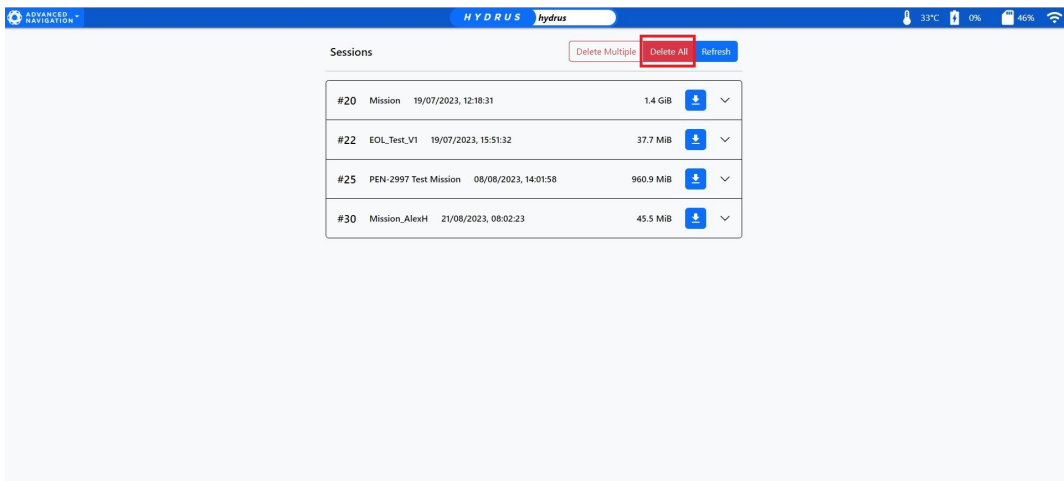 ADVANCED NAVIGATION HYDRUS hydrus 33°C 0% 46%
Sessions Delete Multiple Delete All Refresh
#20 Mission 19/07/2023, 12:18:31 1.4 GiB
#22 EOL_Test_V1 19/07/2023, 15:51:32 37.7 MiB
#25 PEN-2997 Test Mission 08/08/2023, 14:01:58 960.9 MiB
#30 Mission_AlexH 21/08/2023, 08:02:23 45.5 MiB